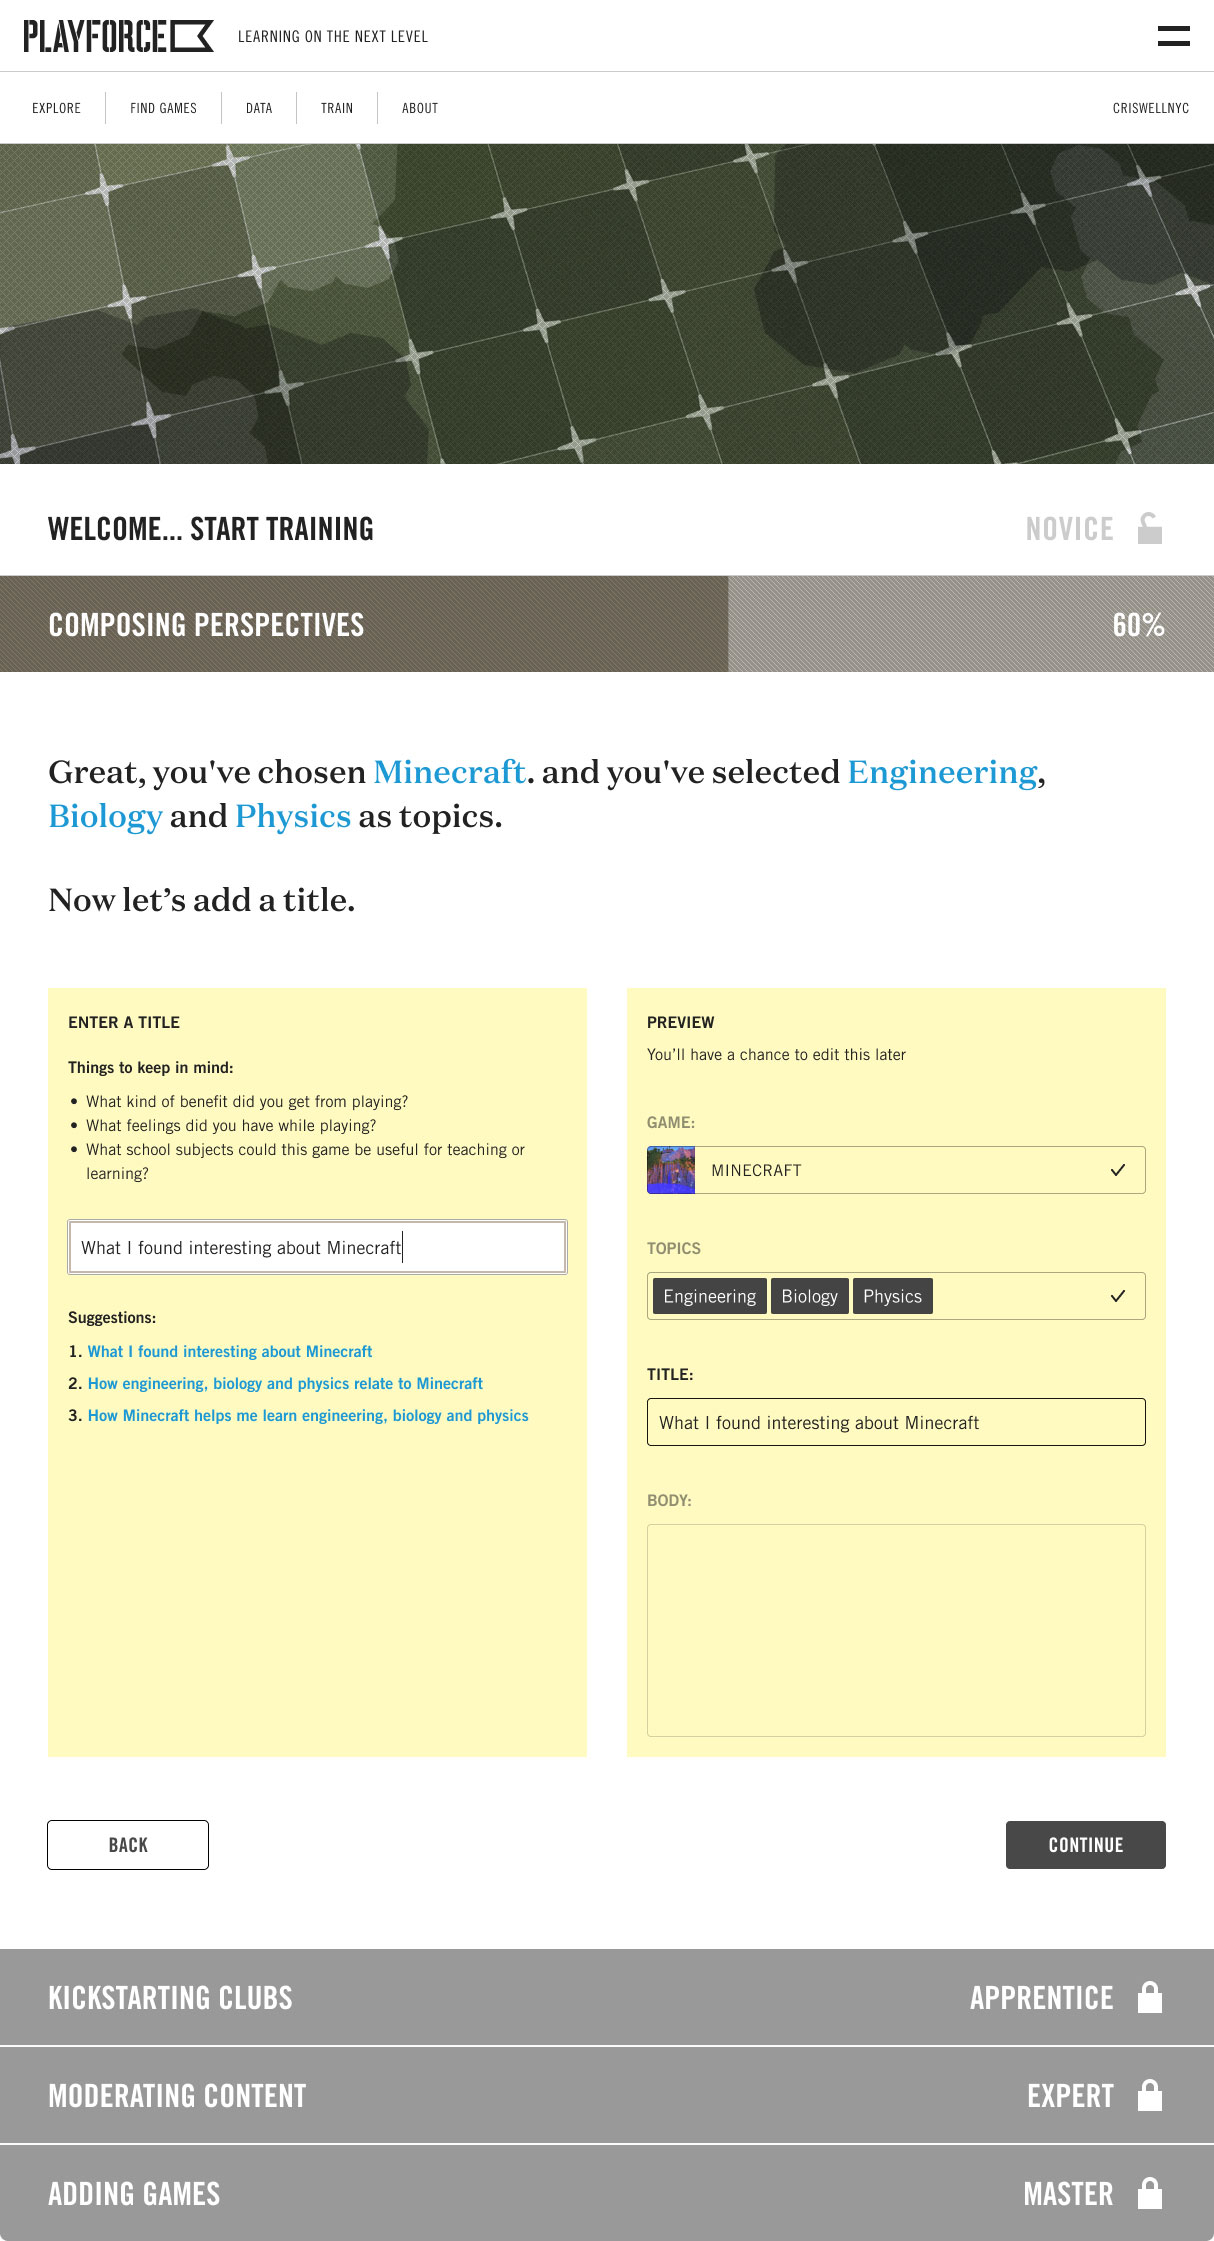 PLAYFORCE
LEARNING ON THE NEXT LEVEL
EXPLORE
FIND GAMES
DATA
TRAIN
ABOUT
CRISWELLNYC
WELCOME... START TRAINING
NOVICE
COMPOSING PERSPECTIVES
60%
Great, you've chosen Minecraft. and you've selected Engineering,
Biology and Physics as topics.
Now let’s add a title.
ENTER A TITLE
Things to keep in mind:
• What kind of benefit did you get from playing?
• What feelings did you have while playing?
• What school subjects could this game be useful for teaching or
learning?
What I found interesting about Minecraft
Suggestions:
1. What I found interesting about Minecraft
2. How engineering, biology and physics relate to Minecraft
3. How Minecraft helps me learn engineering, biology and physics
PREVIEW
You’ll have a chance to edit this later
GAME:
MINECRAFT
TOPICS
Engineering
Biology
Physics
TITLE:
What I found interesting about Minecraft
BODY:
BACK
CONTINUE
KICKSTARTING CLUBS
APPRENTICE
MODERATING CONTENT
EXPERT
ADDING GAMES
MASTER